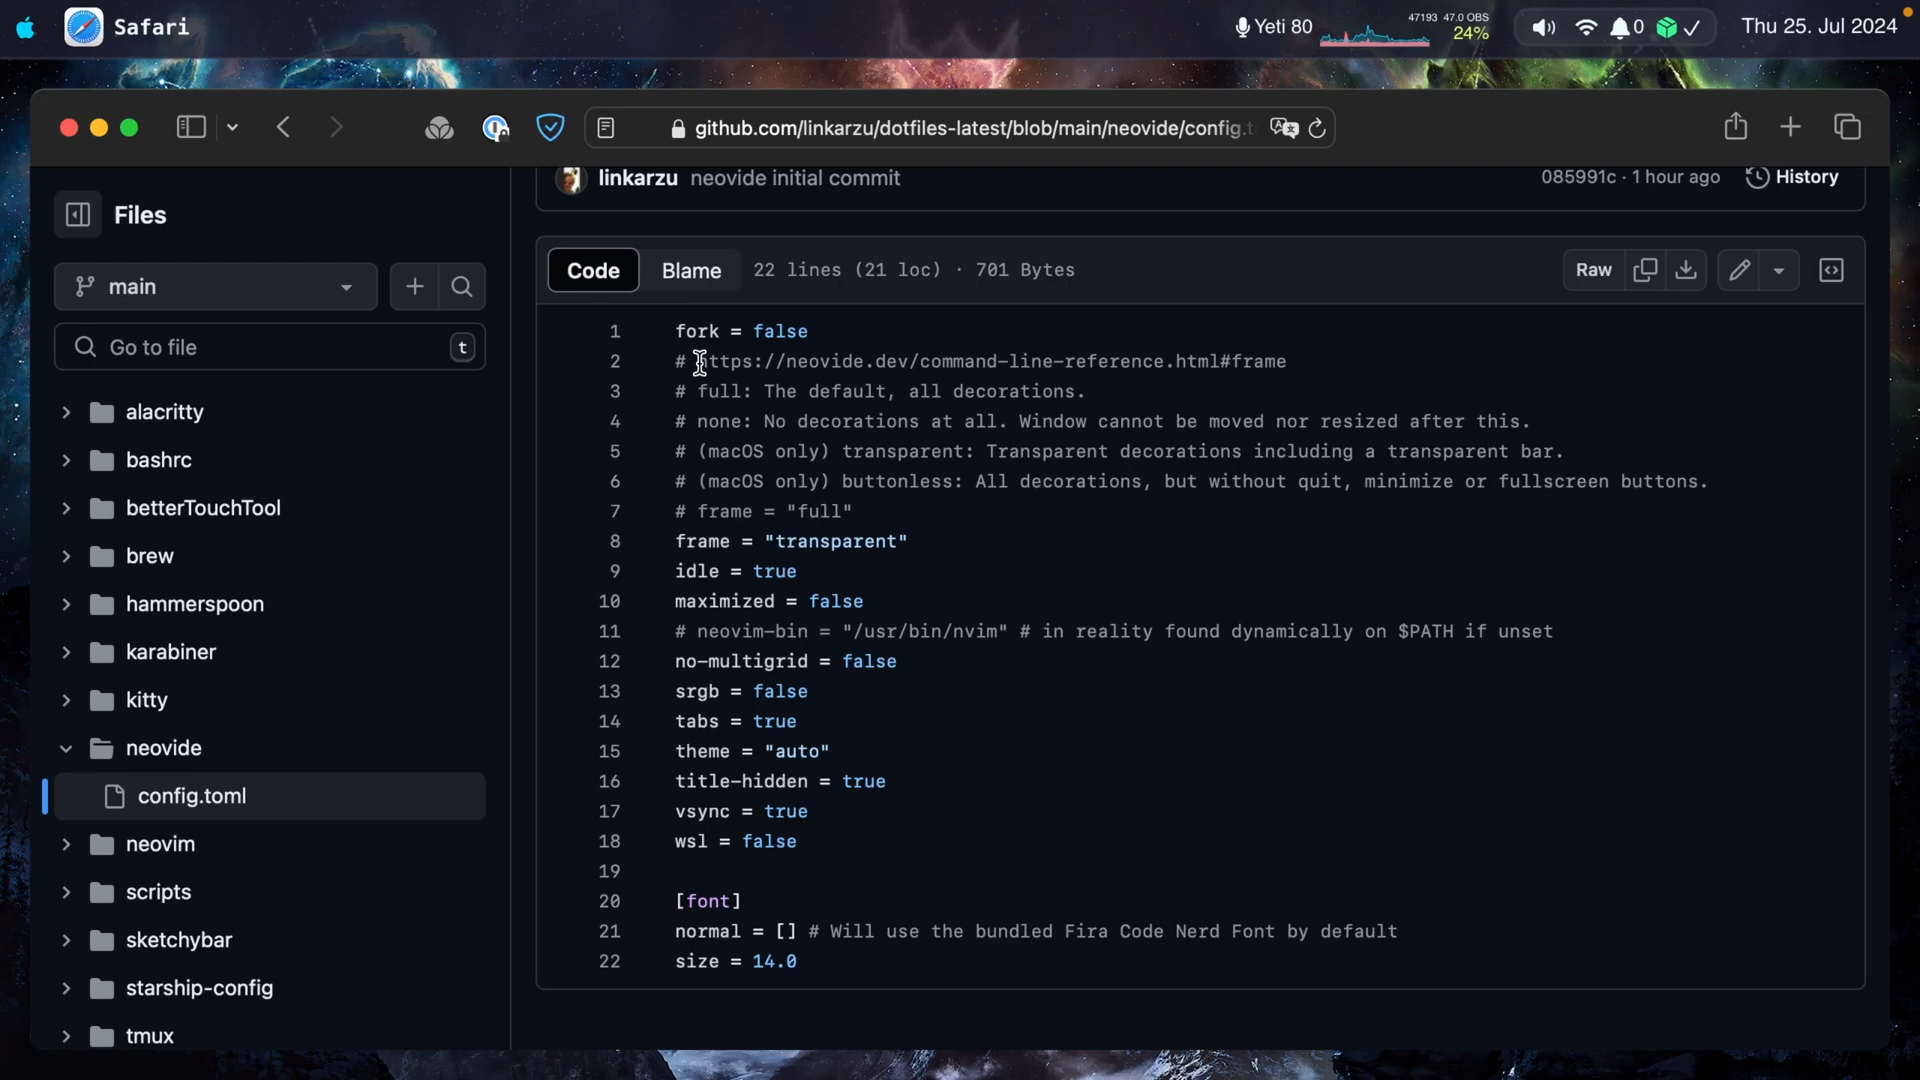 Safari
Yeti 80
47193 47.0 OBS
24%
0
Thu 25. Jul 2024
github.com/linkarzu/dotfiles-latest/blob/main/neovide/config.t
linkarzu neovide initial commit
085991c · 1 hour ago
History
Files
main
Go to file
t
alacritty
bashrc
betterTouchTool
brew
hammerspoon
karabiner
kitty
neovide
config.toml
neovim
scripts
sketchybar
starship-config
tmux
Code
Blame
22 lines (21 loc) · 701 Bytes
Raw
1 fork = false
2 # https://neovide.dev/command-line-reference.html#frame
3 # full: The default, all decorations.
4 # none: No decorations at all. Window cannot be moved nor resized after this.
5 # (macOS only) transparent: Transparent decorations including a transparent bar.
6 # (macOS only) buttonless: All decorations, but without quit, minimize or fullscreen buttons.
7 # frame = "full"
8 frame = "transparent"
9 idle = true
10 maximized = false
11 # neovim-bin = "/usr/bin/nvim" # in reality found dynamically on $PATH if unset
12 no-multigrid = false
13 srgb = false
14 tabs = true
15 theme = "auto"
16 title-hidden = true
17 vsync = true
18 wsl = false
19
20 [font]
21 normal = [] # Will use the bundled Fira Code Nerd Font by default
22 size = 14.0